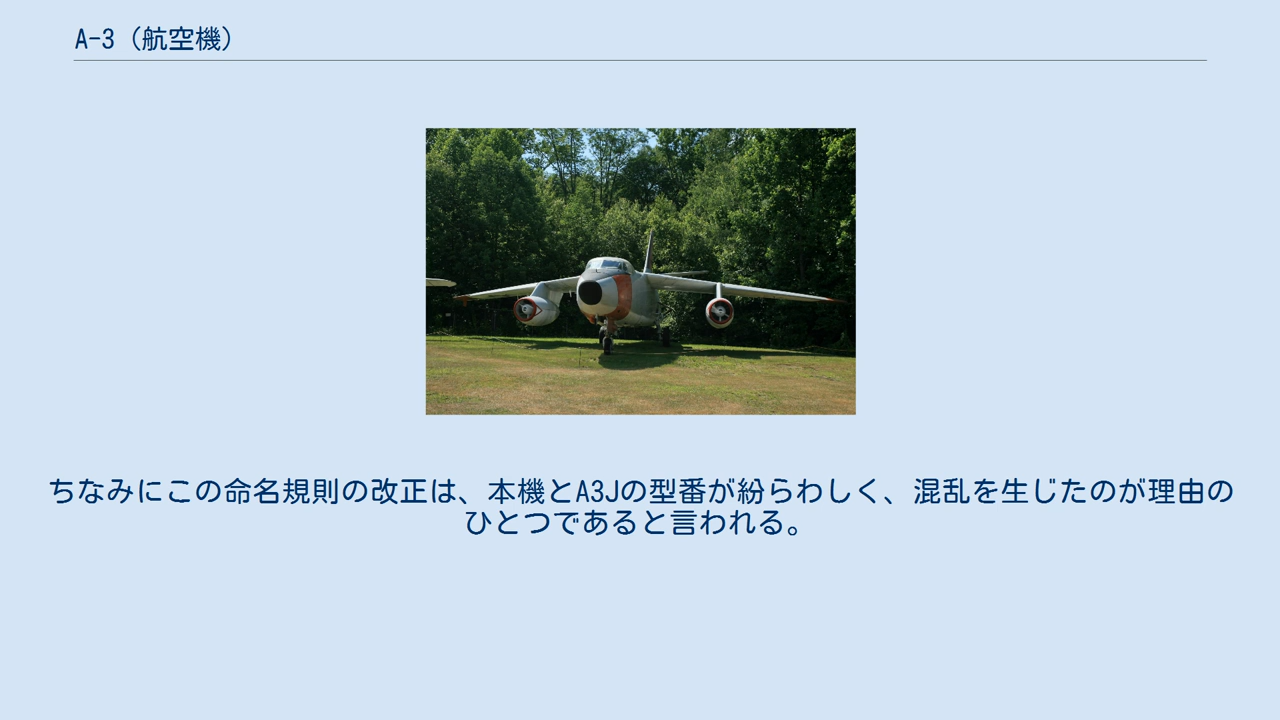 A-3（航空機）
ちなみにこの命名規則の改正は、本機とA3Jの型番が紛らわしく、混乱を生じたのが理由の
ひとつであると言われる。